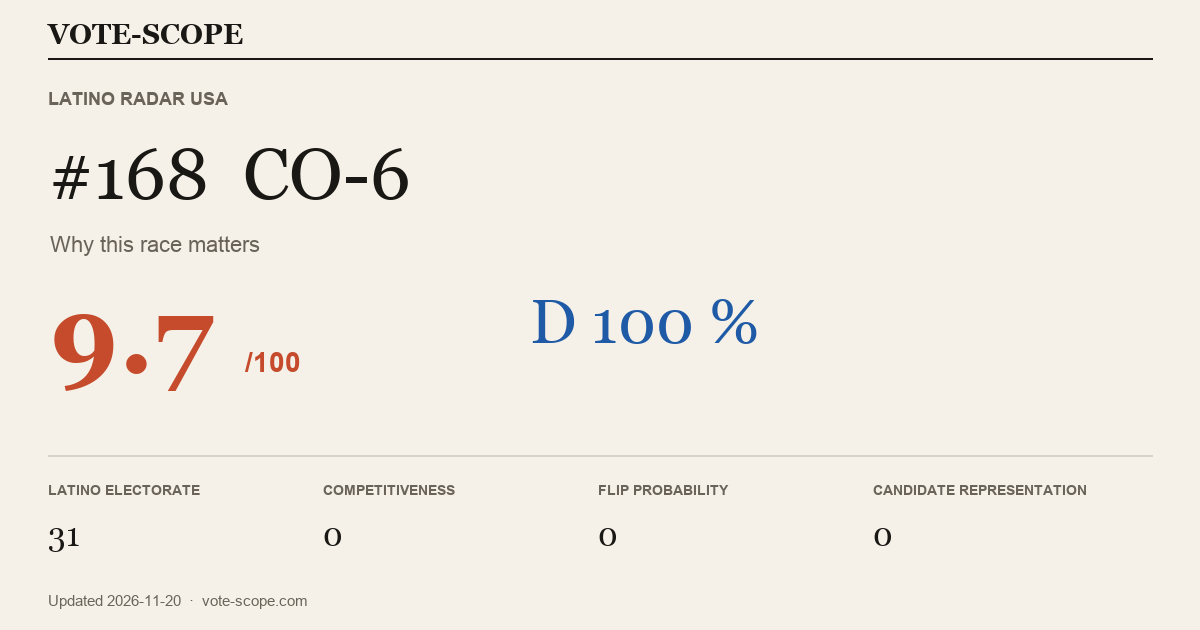 VOTE-SCOPE
LATINO RADAR USA
#168 CO-6
Why this race matters
9.7 /100
D 100 %
LATINO ELECTORATE COMPETITIVENESS FLIP PROBABILITY CANDIDATE REPRESENTATION
31 0 0 0
Updated 2026-11-20 · vote-scope.com